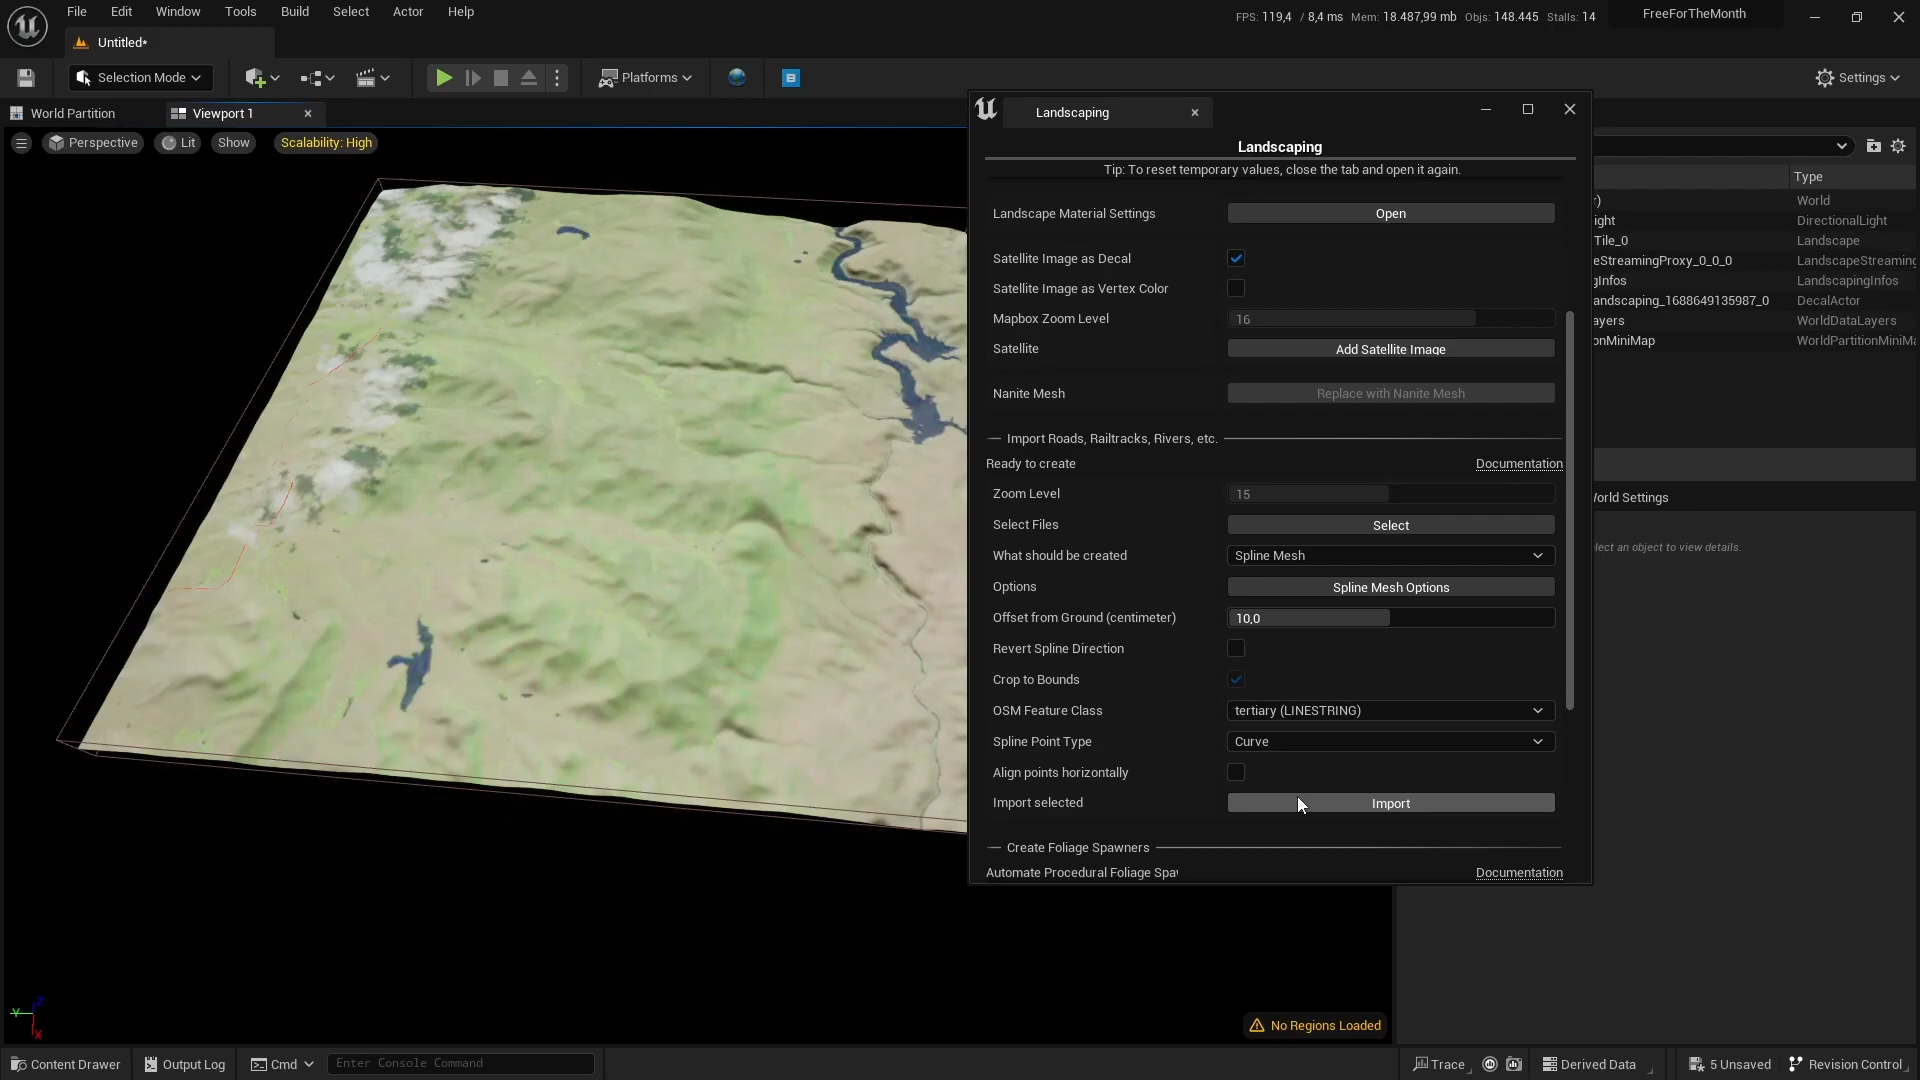 File Edit Window Tools Build Select Actor Help
FPS: 119,4 / 8,4 ms Mem: 18.487,99 mb Objs: 148.445 Stalls: 14
FreeForTheMonth
Untitled*
Selection Mode
Platforms
Settings
World Partition
Viewport 1
Perspective
Lit
Show
Scalability: High
Landscaping
Landscaping
Tip: To reset temporary values, close the tab and open it again.
Landscape Material Settings Open
Satellite Image as Decal
Satellite Image as Vertex Color
Mapbox Zoom Level 16
Satellite Add Satellite Image
Nanite Mesh Replace with Nanite Mesh
Import Roads, Railtracks, Rivers, etc.
Ready to create Documentation
Zoom Level 15
Select Files Select
What should be created Spline Mesh
Options Spline Mesh Options
Offset from Ground (centimeter) 10,0
Revert Spline Direction
Crop to Bounds
OSM Feature Class tertiary (LINESTRING)
Spline Point Type Curve
Align points horizontally
Import selected Import
Create Foliage Spawners
Automate Procedural Foliage Spa Documentation
Type
r) World
ight DirectionalLight
Tile_0 Landscape
eStreamingProxy_0_0_0 LandscapeStreaming
gInfos LandscapingInfos
andscaping_1688649135987_0 DecalActor
ayers WorldDataLayers
onMiniMap WorldPartitionMiniMa
orld Settings
lect an object to view details.
Y Z X
No Regions Loaded
Content Drawer
Output Log
Cmd
Enter Console Command
Trace
Derived Data
5 Unsaved
Revision Control